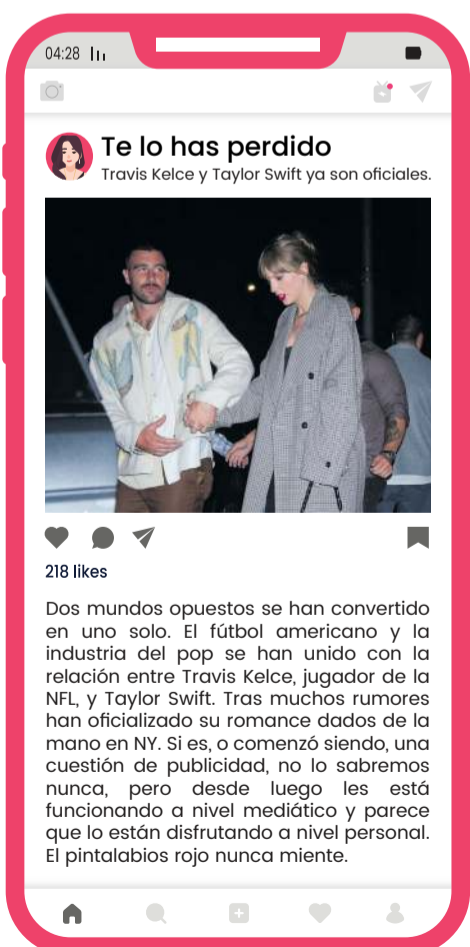 04:28
Te lo has perdido
Travis Kelce y Taylor Swift ya son oficiales.
218 likes
Dos mundos opuestos se han convertido
en uno solo. El fútbol americano y la
industria del pop se han unido con la
relación entre Travis Kelce, jugador de la
NFL, y Taylor Swift. Tras muchos rumores
han oficializado su romance dados de la
mano en NY. Si es, o comenzó siendo, una
cuestión de publicidad, no lo sabremos
nunca, pero desde luego les está
funcionando a nivel mediático y parece
que lo están disfrutando a nivel personal.
El pintalabios rojo nunca miente.